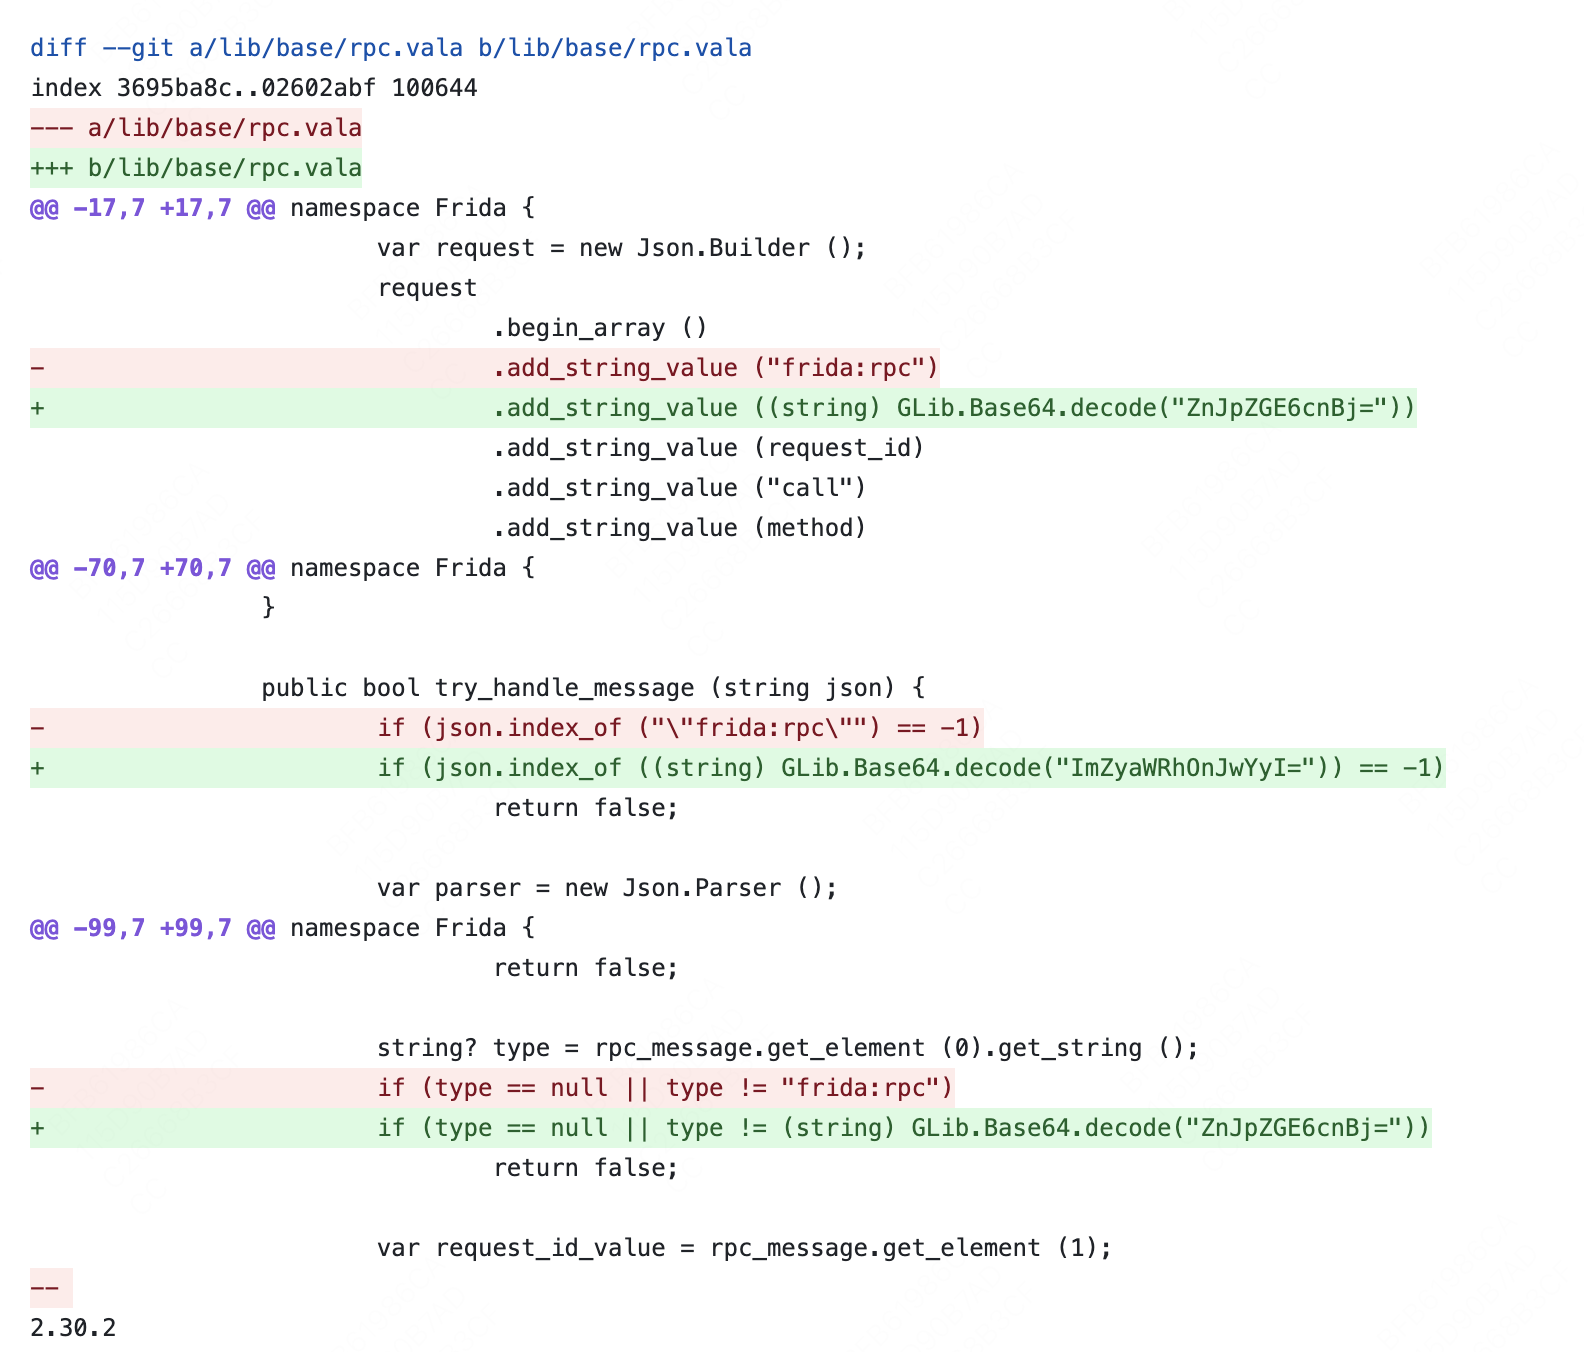 diff --git a/lib/base/rpc.vala b/lib/base/rpc.vala
index 3695ba8c..02602abf 100644
--- a/lib/base/rpc.vala
+++ b/lib/base/rpc.vala
@@ -17,7 +17,7 @@ namespace Frida {
                        var request = new Json.Builder ();
                        request
                                .begin_array ()
-                               .add_string_value ("frida:rpc")
+                               .add_string_value ((string) GLib.Base64.decode("ZnJpZGE6cnBj="))
                                .add_string_value (request_id)
                                .add_string_value ("call")
                                .add_string_value (method)
@@ -70,7 +70,7 @@ namespace Frida {
                }

                public bool try_handle_message (string json) {
-                       if (json.index_of ("\"frida:rpc\"") == -1)
+                       if (json.index_of ((string) GLib.Base64.decode("ImZyaWRhOnJwYyI=")) == -1)
                                return false;

                        var parser = new Json.Parser ();
@@ -99,7 +99,7 @@ namespace Frida {
                                return false;

                        string? type = rpc_message.get_element (0).get_string ();
-                       if (type == null || type != "frida:rpc")
+                       if (type == null || type != (string) GLib.Base64.decode("ZnJpZGE6cnBj="))
                                return false;

                        var request_id_value = rpc_message.get_element (1);
--
2.30.2